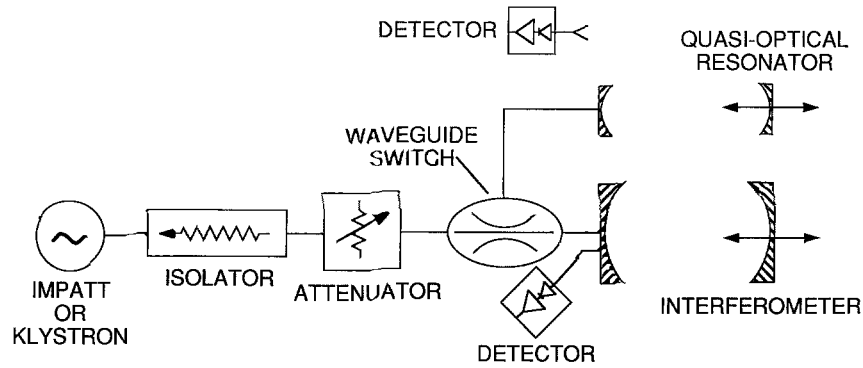 DETECTOR
QUASI-OPTICAL
RESONATOR
WAVEGUIDE
SWITCH
ISOLATOR
ATTENUATOR
IMPATT
OR
KLYSTRON
INTERFEROMETER
DETECTOR